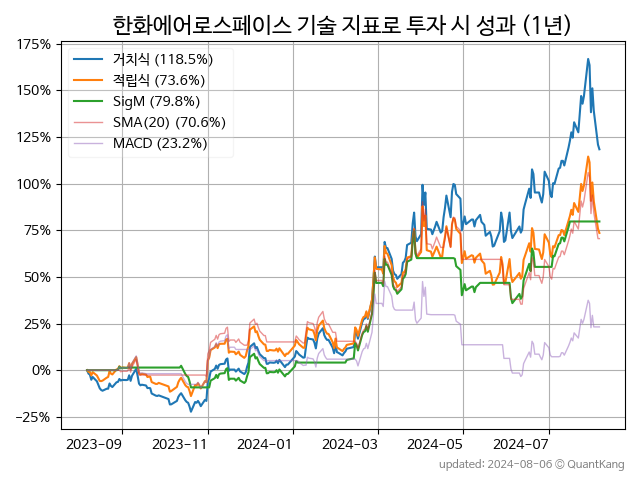 한화에어로스페이스 기술 지표로 투자 시 성과 (1년)
175%
150%
125%
100%
75%
50%
25%
0%
−25%
거치식 (118.5%)
적립식 (73.6%)
SigM (79.8%)
SMA(20) (70.6%)
MACD (23.2%)
2023-09 2023-11 2024-01 2024-03 2024-05 2024-07
updated: 2024-08-06 © QuantKang